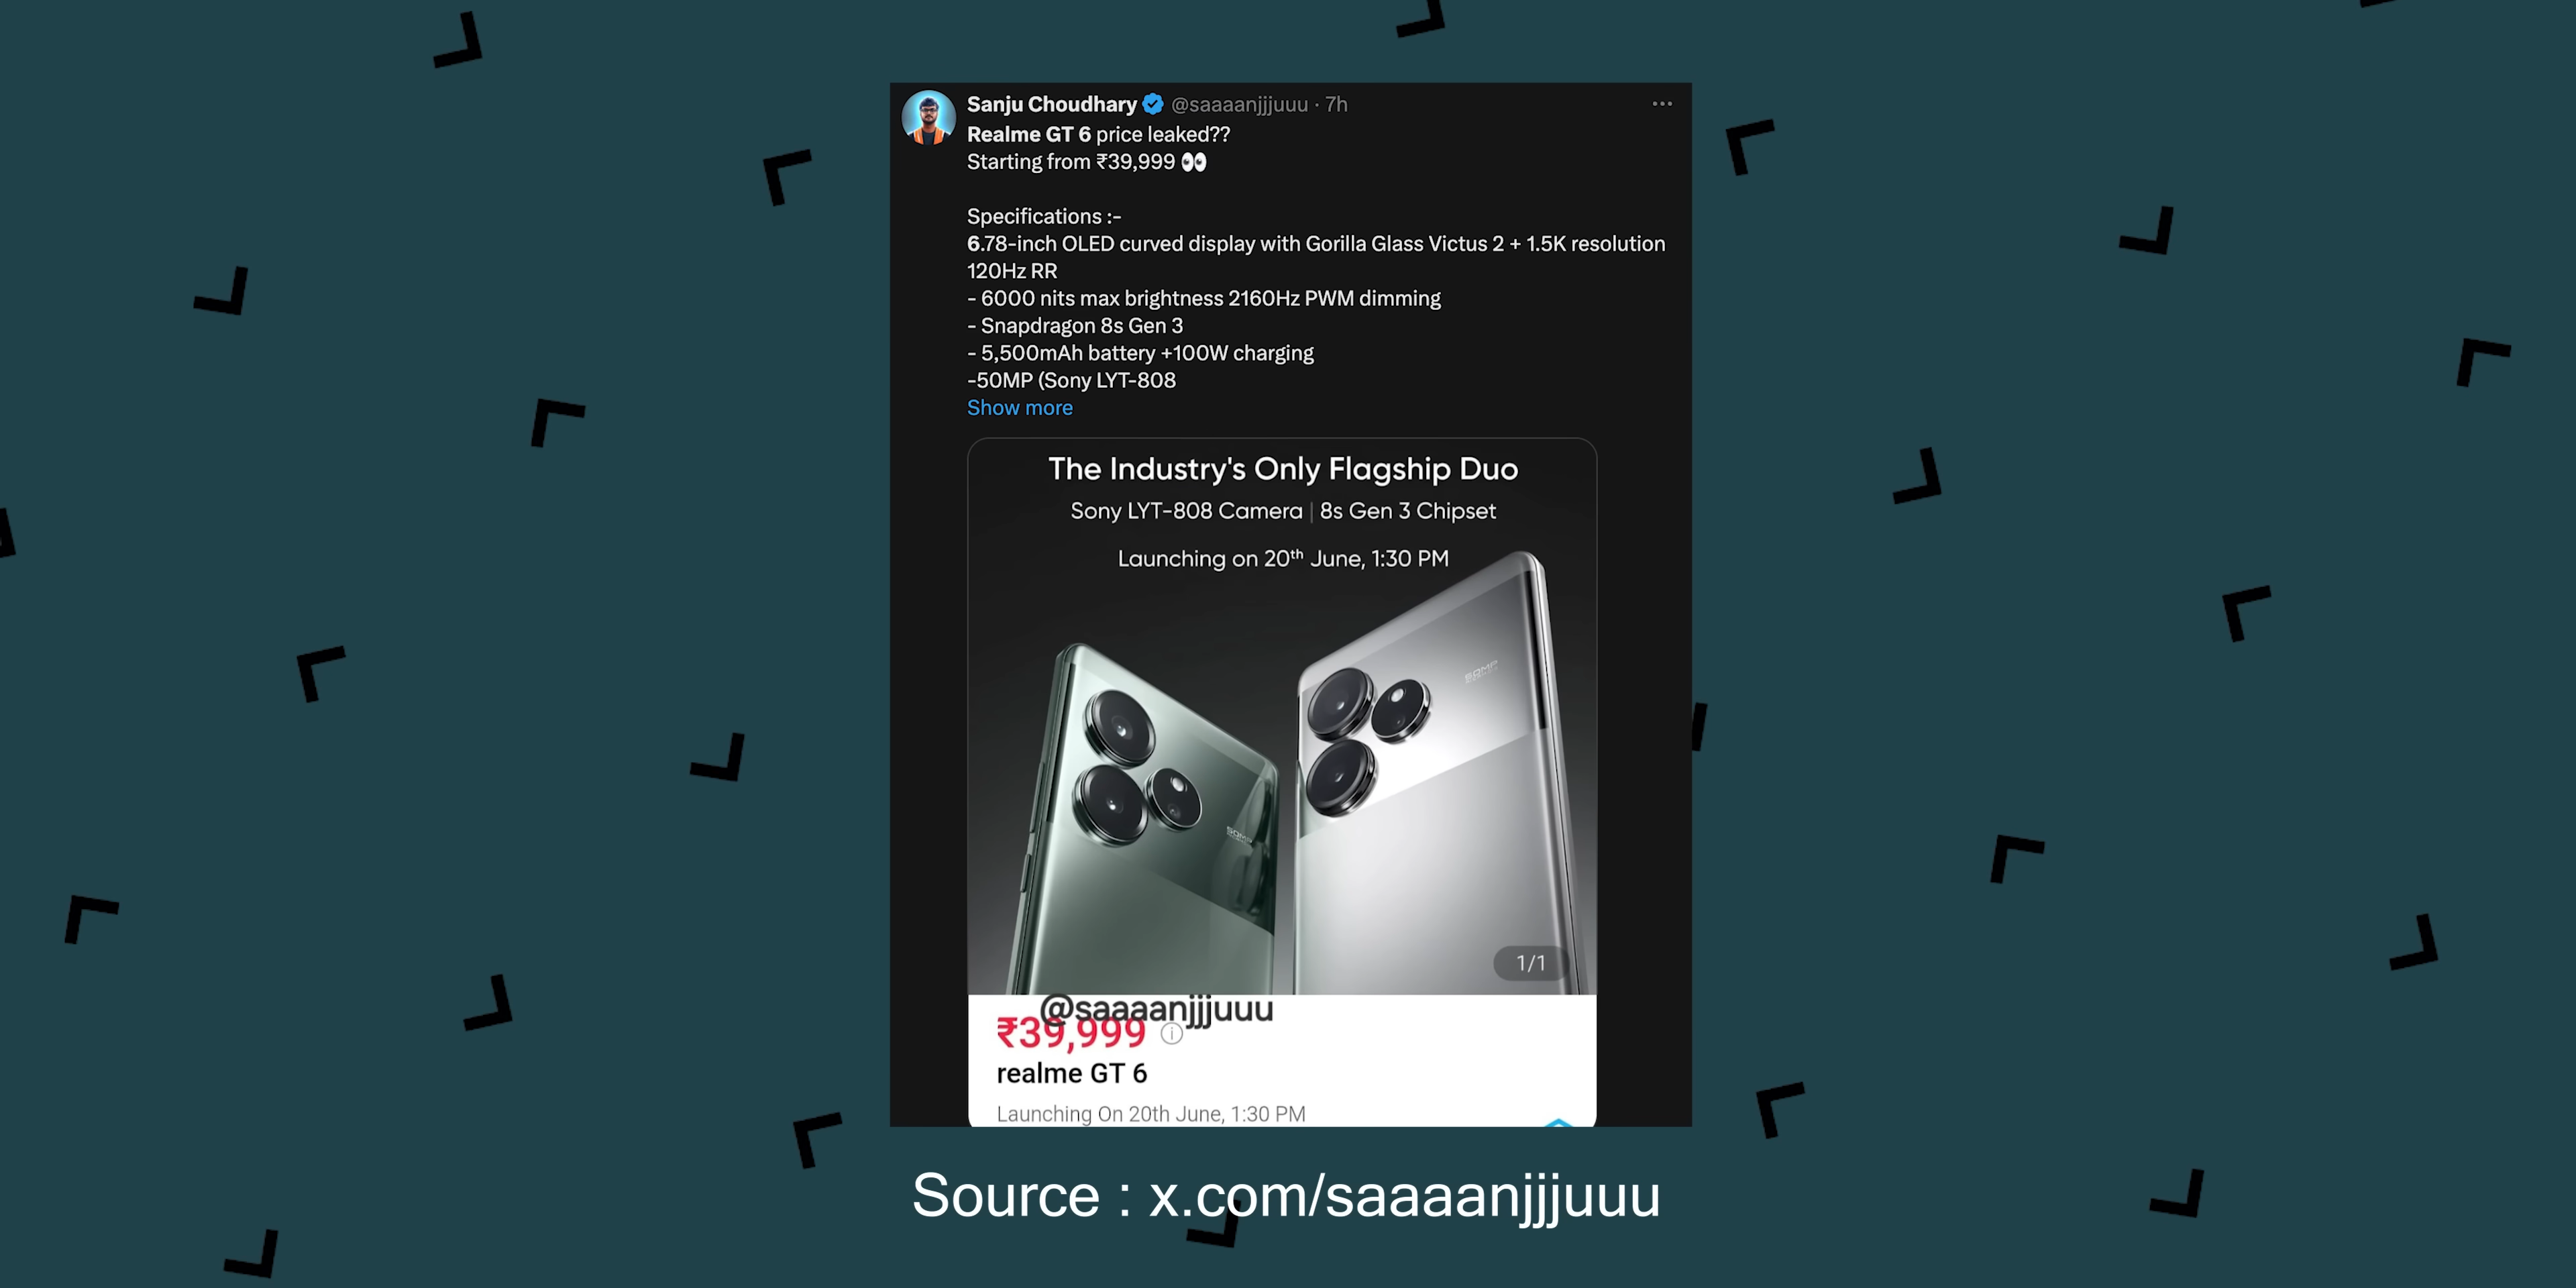 Sanju Choudhary @saaaanjjjuuu · 7h
Realme GT 6 price leaked??
Starting from ₹39,999 👀
Specifications :-
6.78-inch OLED curved display with Gorilla Glass Victus 2 + 1.5K resolution
120Hz RR
- 6000 nits max brightness 2160Hz PWM dimming
- Snapdragon 8s Gen 3
- 5,500mAh battery +100W charging
-50MP (Sony LYT-808
Show more
The Industry's Only Flagship Duo
Sony LYT-808 Camera | 8s Gen 3 Chipset
Launching on 20th June, 1:30 PM
50MP
50MP
1/1
@saaaanjjjuuu
₹39,999
realme GT 6
Launching On 20th June, 1:30 PM
Source : x.com/saaaanjjjuuu